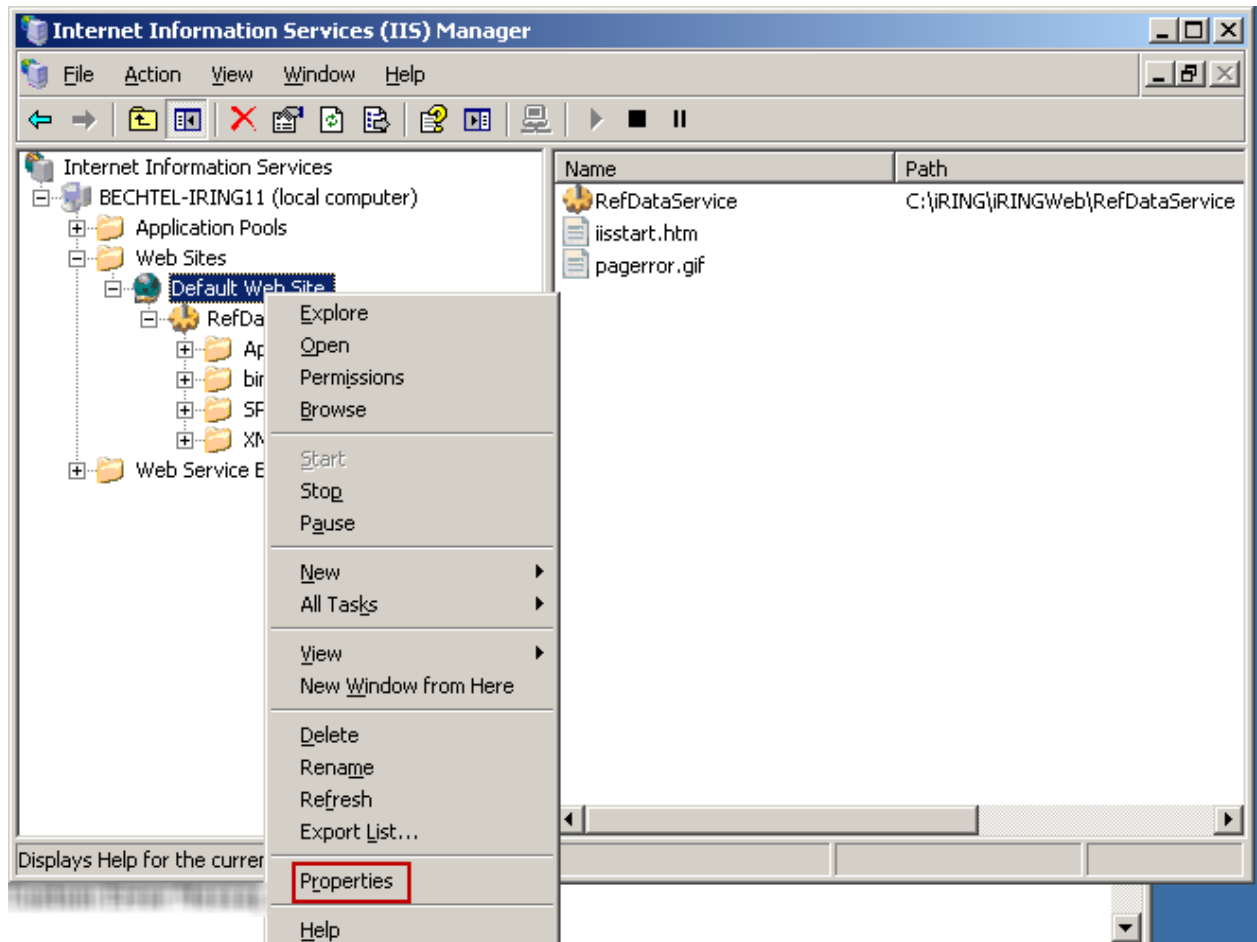 Internet Information Services (IIS) Manager
File Action View Window Help
Internet Information Services
BECHTEL-IRING11 (local computer)
Application Pools
Web Sites
Default Web Site
RefDa
Ap
bin
SP
XM
Web Service E
Name Path
RefDataService C:\iRING\iRINGWeb\RefDataService
iisstart.htm
pagerror.gif
Explore
Open
Permissions
Browse
Start
Stop
Pause
New
All Tasks
View
New Window from Here
Delete
Rename
Refresh
Export List...
Properties
Help
Displays Help for the curren